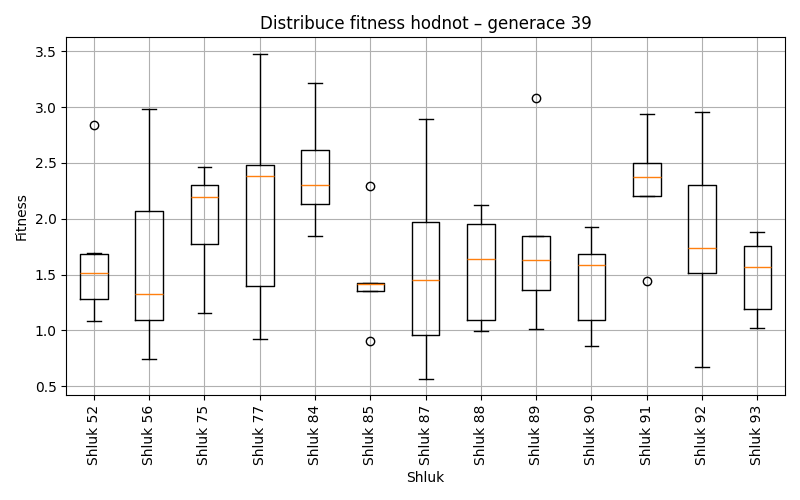 Distribuce fitness hodnot – generace 39
Fitness
3.5
3.0
2.5
2.0
1.5
1.0
0.5
Shluk 52
Shluk 56
Shluk 75
Shluk 77
Shluk 84
Shluk 85
Shluk 87
Shluk 88
Shluk 89
Shluk 90
Shluk 91
Shluk 92
Shluk 93
Shluk